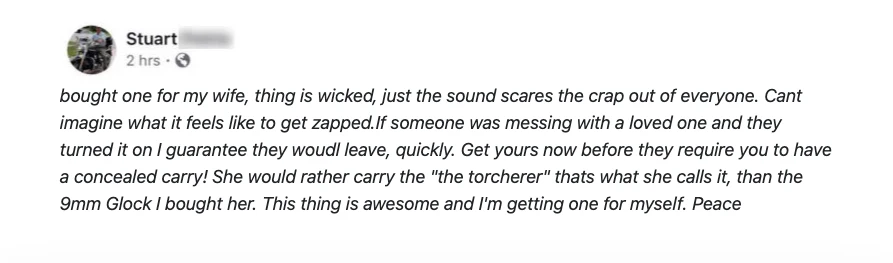 Stuart
2 hrs ·
bought one for my wife, thing is wicked, just the sound scares the crap out of everyone. Cant
imagine what it feels like to get zapped.If someone was messing with a loved one and they
turned it on I guarantee they woudl leave, quickly. Get yours now before they require you to have
a concealed carry! She would rather carry the "the torcherer" thats what she calls it, than the
9mm Glock I bought her. This thing is awesome and I'm getting one for myself. Peace